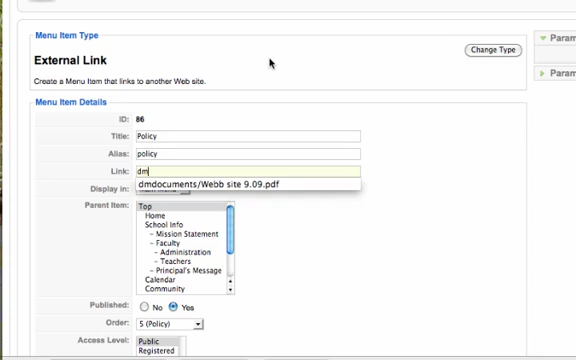 Menu Item Type
External Link
Change Type
Create a Menu Item that links to another Web site.
Param
Param
Menu Item Details
ID: 86
Title: Policy
Alias: policy
Link: dm
dmdocuments/Webb site 9.09.pdf
Display in:
Parent Item: Top
Home
School Info
- Mission Statement
- Faculty
- Administration
- Teachers
- Principal's Message
Calendar
Community
Published: No Yes
Order: 5 (Policy)
Access Level: Public
Registered